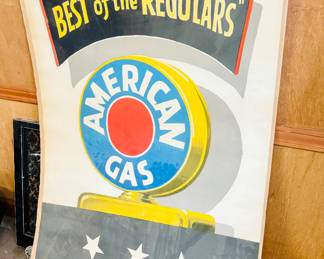 BEST of the REGULARS"
AMERICAN
GAS